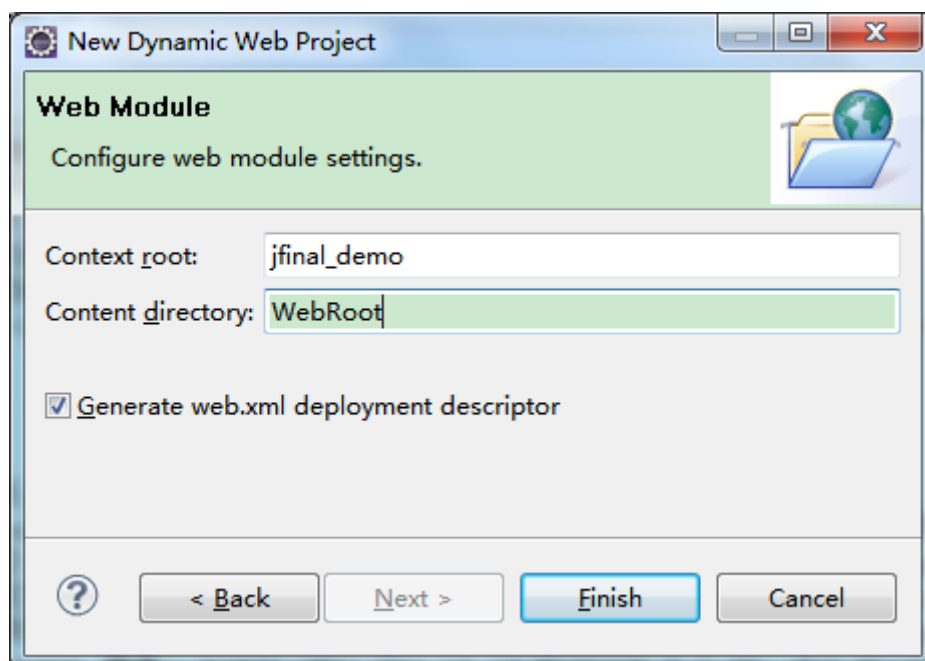 New Dynamic Web Project
Web Module
Configure web module settings.
Context root: jfinal_demo
Content directory: WebRoot
Generate web.xml deployment descriptor
? < Back Next > Finish Cancel